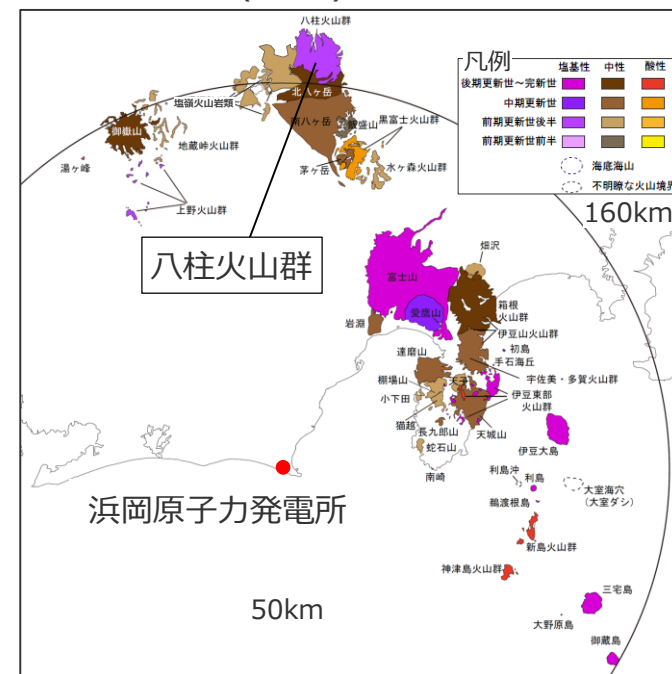 八柱火山群
凡例
塩基性 中性 酸性
後期更新世~完新世
中期更新世
前期更新世後半
前期更新世前半
海底海山
不明瞭な火山境界
160km
塩嶺火山岩類
北八ヶ岳
南八ヶ岳
飯盛山
黒富士火山群
御嶽山
地蔵峠火山群
茅ヶ岳
水ヶ森火山群
湯ヶ峰
上野火山群
八柱火山群
畑沢
富士山
愛鷹山
箱根
火山群
岩淵
伊豆山火山群
達磨山
初島
手石海丘
棚場山
天子
宇佐美・多賀火山群
小下田
伊豆東部
火山群
猫越
長九郎山
天城山
蛇石山
伊豆大島
南崎
利島沖
利島
大室海穴
(大室ダシ)
鵜渡根島
浜岡原子力発電所
新島火山群
神津島火山群
50km
三宅島
大野原島
御蔵島